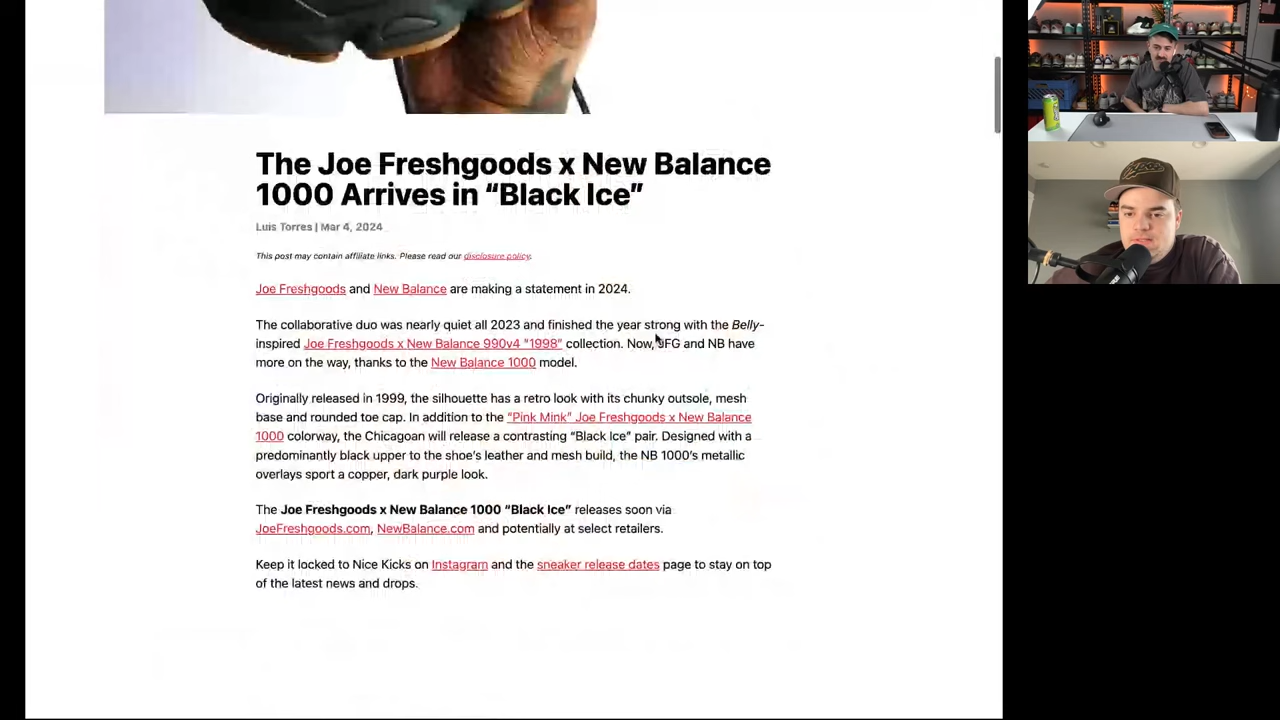 The Joe Freshgoods x New Balance
1000 Arrives in “Black Ice”
Luis Torres | Mar 4, 2024
This post may contain affiliate links. Please read our disclosure policy.
Joe Freshgoods and New Balance are making a statement in 2024.
The collaborative duo was nearly quiet all 2023 and finished the year strong with the Belly-
inspired Joe Freshgoods x New Balance 990v4 "1998" collection. Now, JFG and NB have
more on the way, thanks to the New Balance 1000 model.
Originally released in 1999, the silhouette has a retro look with its chunky outsole, mesh
base and rounded toe cap. In addition to the “Pink Mink” Joe Freshgoods x New Balance
1000 colorway, the Chicagoan will release a contrasting “Black Ice” pair. Designed with a
predominantly black upper to the shoe’s leather and mesh build, the NB 1000’s metallic
overlays sport a copper, dark purple look.
The Joe Freshgoods x New Balance 1000 “Black Ice” releases soon via
JoeFreshgoods.com, NewBalance.com and potentially at select retailers.
Keep it locked to Nice Kicks on Instagram and the sneaker release dates page to stay on top
of the latest news and drops.